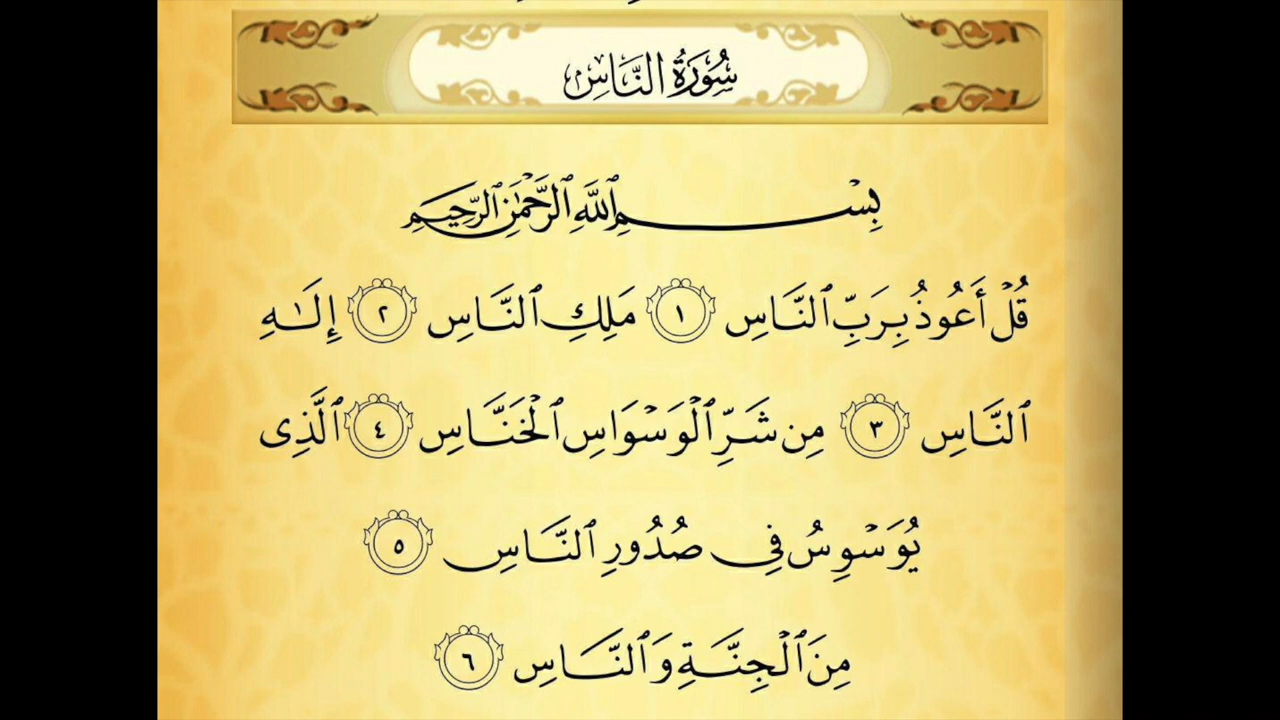 سُورَةُ النَّاسِ
بِسْمِ ٱللَّهِ ٱلرَّحْمَٰنِ ٱلرَّحِيمِ
قُلْ أَعُوذُ بِرَبِّ ٱلنَّاسِ ١ مَلِكِ ٱلنَّاسِ ٢ إِلَٰهِ
ٱلنَّاسِ ٣ مِن شَرِّ ٱلْوَسْوَاسِ ٱلْخَنَّاسِ ٤ ٱلَّذِى
يُوَسْوِسُ فِى صُدُورِ ٱلنَّاسِ ٥
مِنَ ٱلْجِنَّةِ وَٱلنَّاسِ ٦